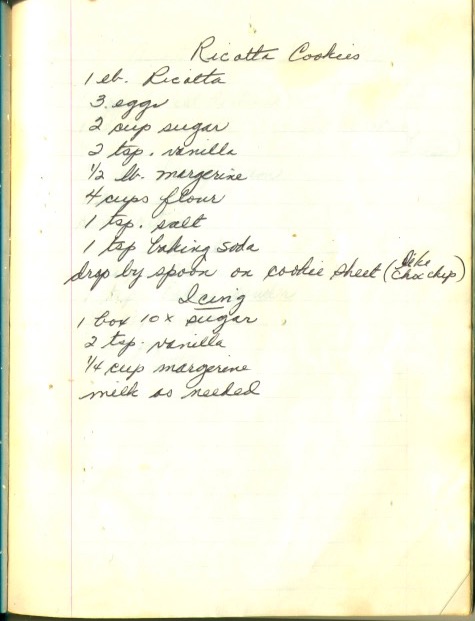 Ricotta Cookies
1 lb. Ricotta
3 eggs
2 cup sugar
2 tsp. vanilla
1/2 lb. margerine
4 cups flour
1 tsp. salt
1 tsp baking soda
drop by spoon on cookie sheet (like choc chip)
Icing
1 box 10x sugar
2 tsp. vanilla
1/4 cup margerine
milk as needed